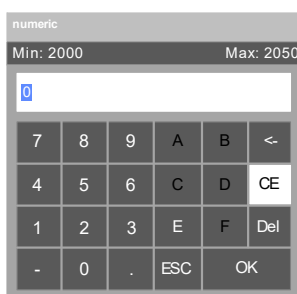 numeric
Min: 2000 Max: 2050
0
7 8 9 A B <-
4 5 6 C D CE
1 2 3 E F Del
- 0 . ESC OK